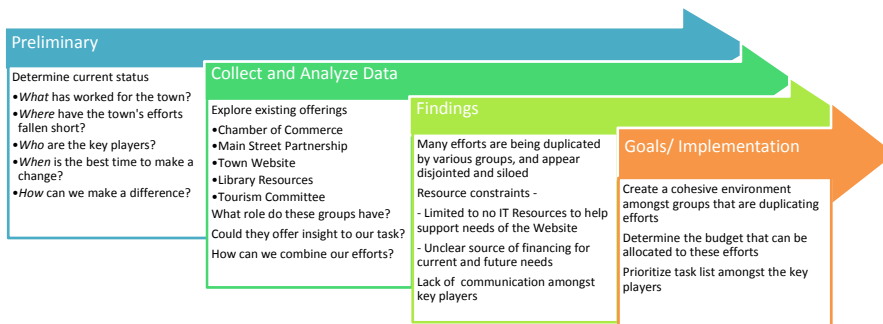 Preliminary
Determine current status
•What has worked for the town?
•Where have the town's efforts
fallen short?
•Who are the key players?
•When is the best time to make a
change?
•How can we make a difference?
Collect and Analyze Data
Explore existing offerings
•Chamber of Commerce
•Main Street Partnership
•Town Website
•Library Resources
•Tourism Committee
What role do these groups have?
Could they offer insight to our task?
How can we combine our efforts?
Findings
Many efforts are being duplicated
by various groups, and appear
disjointed and siloed
Resource constraints -
- Limited to no IT Resources to help
support needs of the Website
- Unclear source of financing for
current and future needs
Lack of communication amongst
key players
Goals/ Implementation
Create a cohesive environment
amongst groups that are duplicating
efforts
Determine the budget that can be
allocated to these efforts
Prioritize task list amongst the key
players